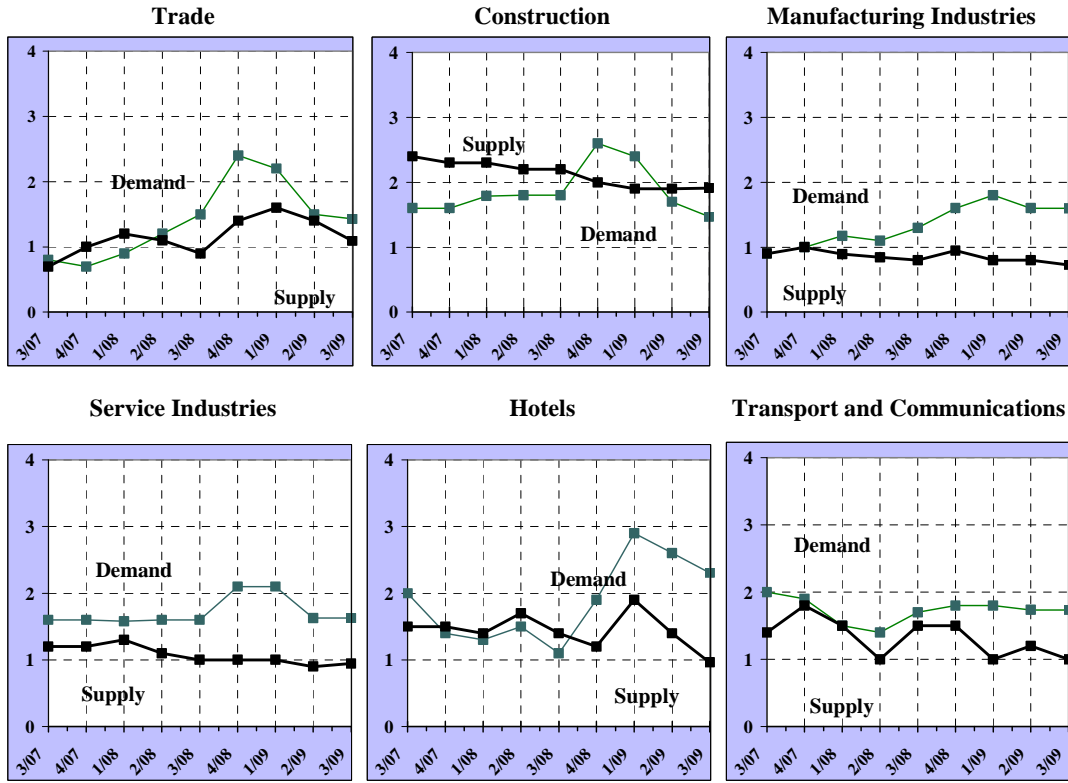 Trade
4
3
2
1
0
Demand
Supply
3/07 4/07 1/08 2/08 3/08 4/08 1/09 2/09 3/09
Construction
4
3
2
1
0
Supply
Demand
3/07 4/07 1/08 2/08 3/08 4/08 1/09 2/09 3/09
Manufacturing Industries
4
3
2
1
0
Demand
Supply
3/07 4/07 1/08 2/08 3/08 4/08 1/09 2/09 3/09
Service Industries
4
3
2
1
0
Demand
Supply
3/07 4/07 1/08 2/08 3/08 4/08 1/09 2/09 3/09
Hotels
4
3
2
1
0
Demand
Supply
3/07 4/07 1/08 2/08 3/08 4/08 1/09 2/09 3/09
Transport and Communications
4
3
2
1
0
Demand
Supply
3/07 4/07 1/08 2/08 3/08 4/08 1/09 2/09 3/09